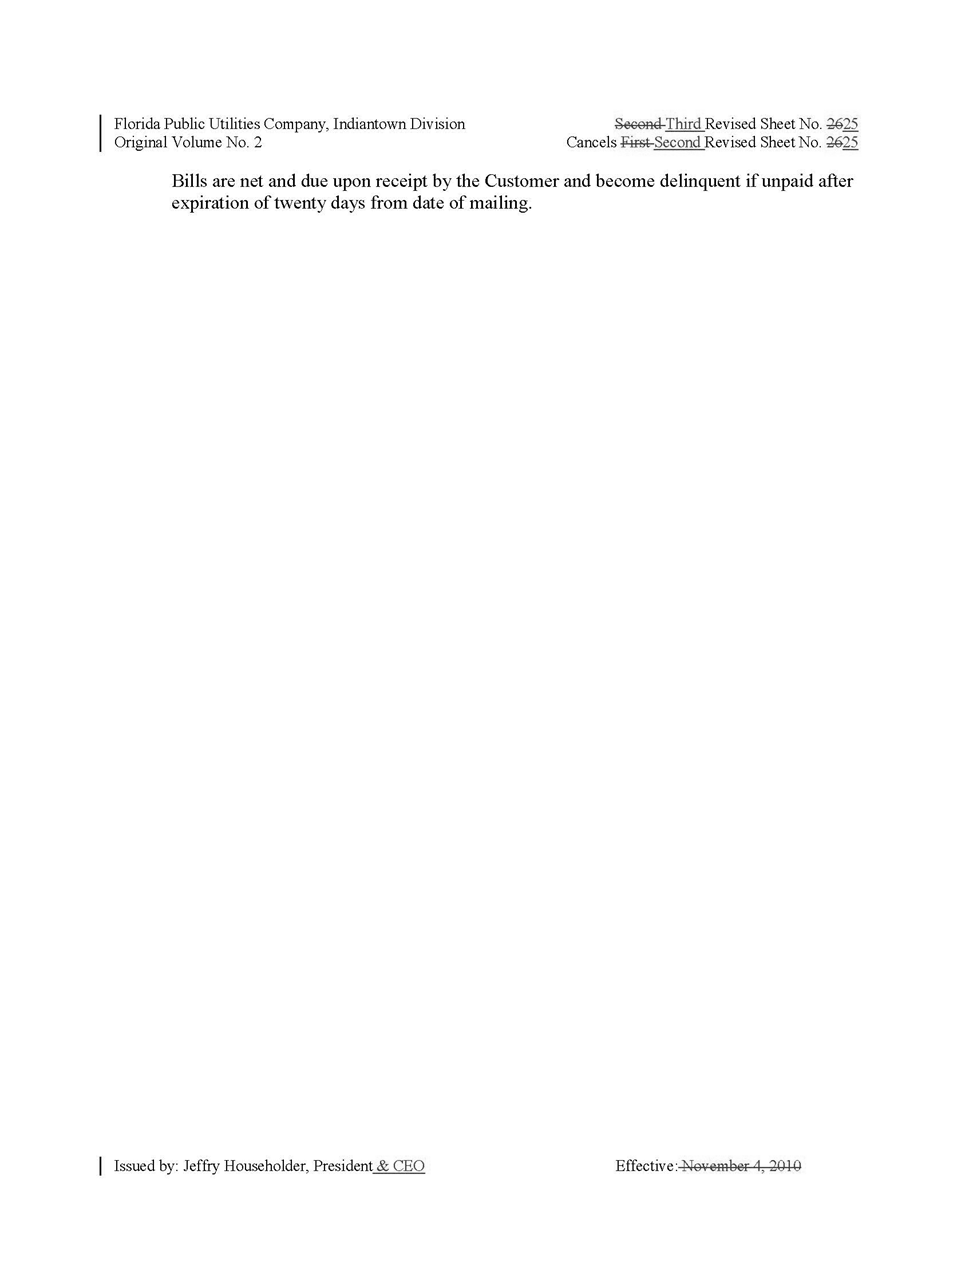 Florida Public Utilities Company, Indiantown Division Second Third Revised Sheet No. 2625
Original Volume No. 2 Cancels First Second Revised Sheet No. 2625
Bills are net and due upon receipt by the Customer and become delinquent if unpaid after
expiration of twenty days from date of mailing.
Issued by: Jeffry Householder, President & CEO Effective: November 4, 2010